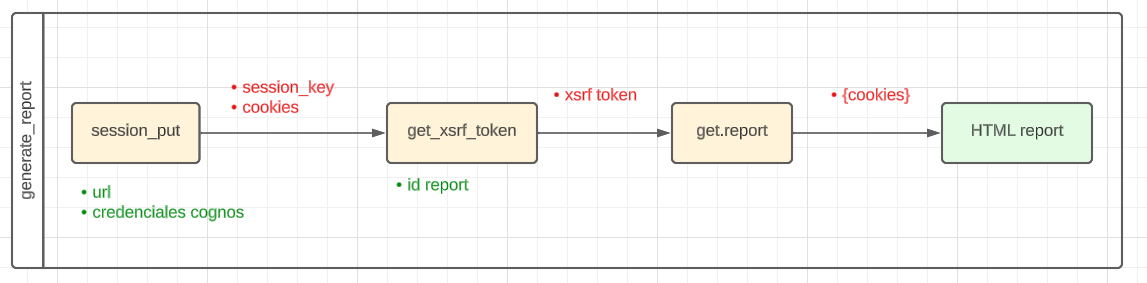 generate_report
session_put
• session_key
• cookies
get_xsrf_token
• xsrf token
get.report
• {cookies}
HTML report
• url
• credenciales cognos
• id report